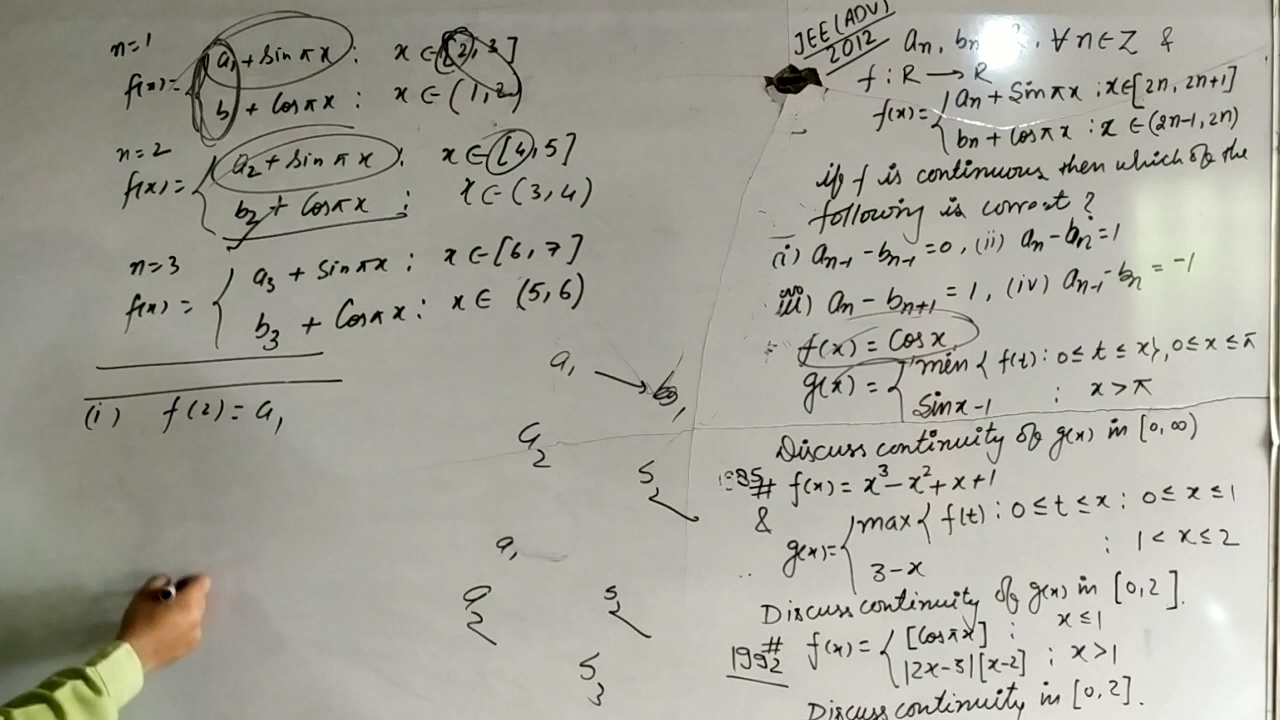 n=1
f(x)= { a₁ + sin πx : x ∈ [2, 3]
b + cos πx : x ∈ (1, 2)
n=2
f(x)= { a₂ + sin πx : x ∈ [4, 5]
b₂ + cos πx ; x ∈ (3, 4)
n=3
f(x) = { a₃ + sin πx : x ∈ [6, 7]
b₃ + cos πx : x ∈ (5, 6)
(i) f(2) = a₁
a₁ →
a₂
a₁
a₂
JEE (ADV) 2012
aₙ, bₙ ∀ n ∈ Z &
f : R → R
f(x) = { aₙ + sin πx ; x ∈ [2n, 2n+1]
bₙ + cos πx : x ∈ (2n-1, 2n)
if f is continuous then which of the
following is correct?
(i) aₙ₋₁ - bₙ₋₁ = 0, (ii) aₙ - bₙ = 1
iii) aₙ - bₙ₊₁ = 1, (iv) aₙ₋₁ - bₙ = -1
f(x) = cos x
g(x) = { min { f(t) : 0 ≤ t ≤ x}, 0 ≤ x ≤ π
sin x - 1 : x > π
Discuss continuity of g(x) in [0, ∞)
# f(x) = x³ - x² + x + 1
&
g(x) = { max { f(t) : 0 ≤ t ≤ x : 0 ≤ x ≤ 1
3 - x : 1 < x ≤ 2
Discuss continuity of g(x) in [0, 2].
1992 # f(x) = { [cos πx] : x ≤ 1
|2x-3| [x-2] ; x > 1
Discuss continuity in [0, 2].